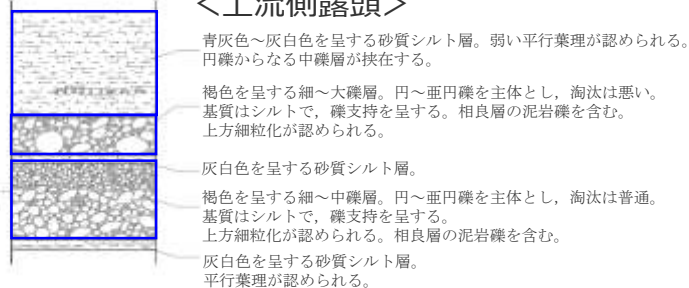 ＜上流側露頭＞
青灰色～灰白色を呈する砂質シルト層。弱い平行葉理が認められる。
円礫からなる中礫層が挟在する。
褐色を呈する細～大礫層。円～亜円礫を主体とし，淘汰は悪い。
基質はシルトで，礫支持を呈する。相良層の泥岩礫を含む。
上方細粒化が認められる。
灰白色を呈する砂質シルト層。
褐色を呈する細～中礫層。円～亜円礫を主体とし，淘汰は普通。
基質はシルトで，礫支持を呈する。
上方細粒化が認められる。相良層の泥岩礫を含む。
灰白色を呈する砂質シルト層。
平行葉理が認められる。